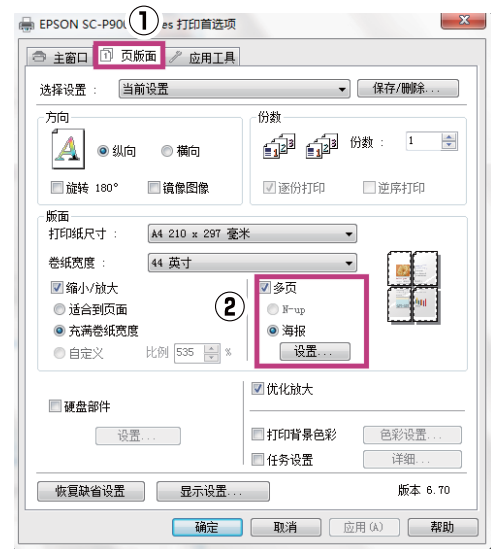 EPSON SC-P900 es 打印首选项
1
主窗口 页版面 应用工具
选择设置 : 当前设置 保存/删除...
方向
纵向 横向
旋转 180° 镜像图像
份数
份数 : 1
逐份打印 逆序打印
版面
打印纸尺寸 : A4 210 x 297 毫米
卷纸宽度 : 44 英寸
缩小/放大
适合到页面
充满卷纸宽度
自定义 比例 535 %
2
多页
N-up
海报
设置...
优化放大
硬盘部件
设置...
打印背景色彩 色彩设置...
任务设置 详细...
恢复缺省设置 显示设置... 版本 6.70
确定 取消 应用(A) 帮助